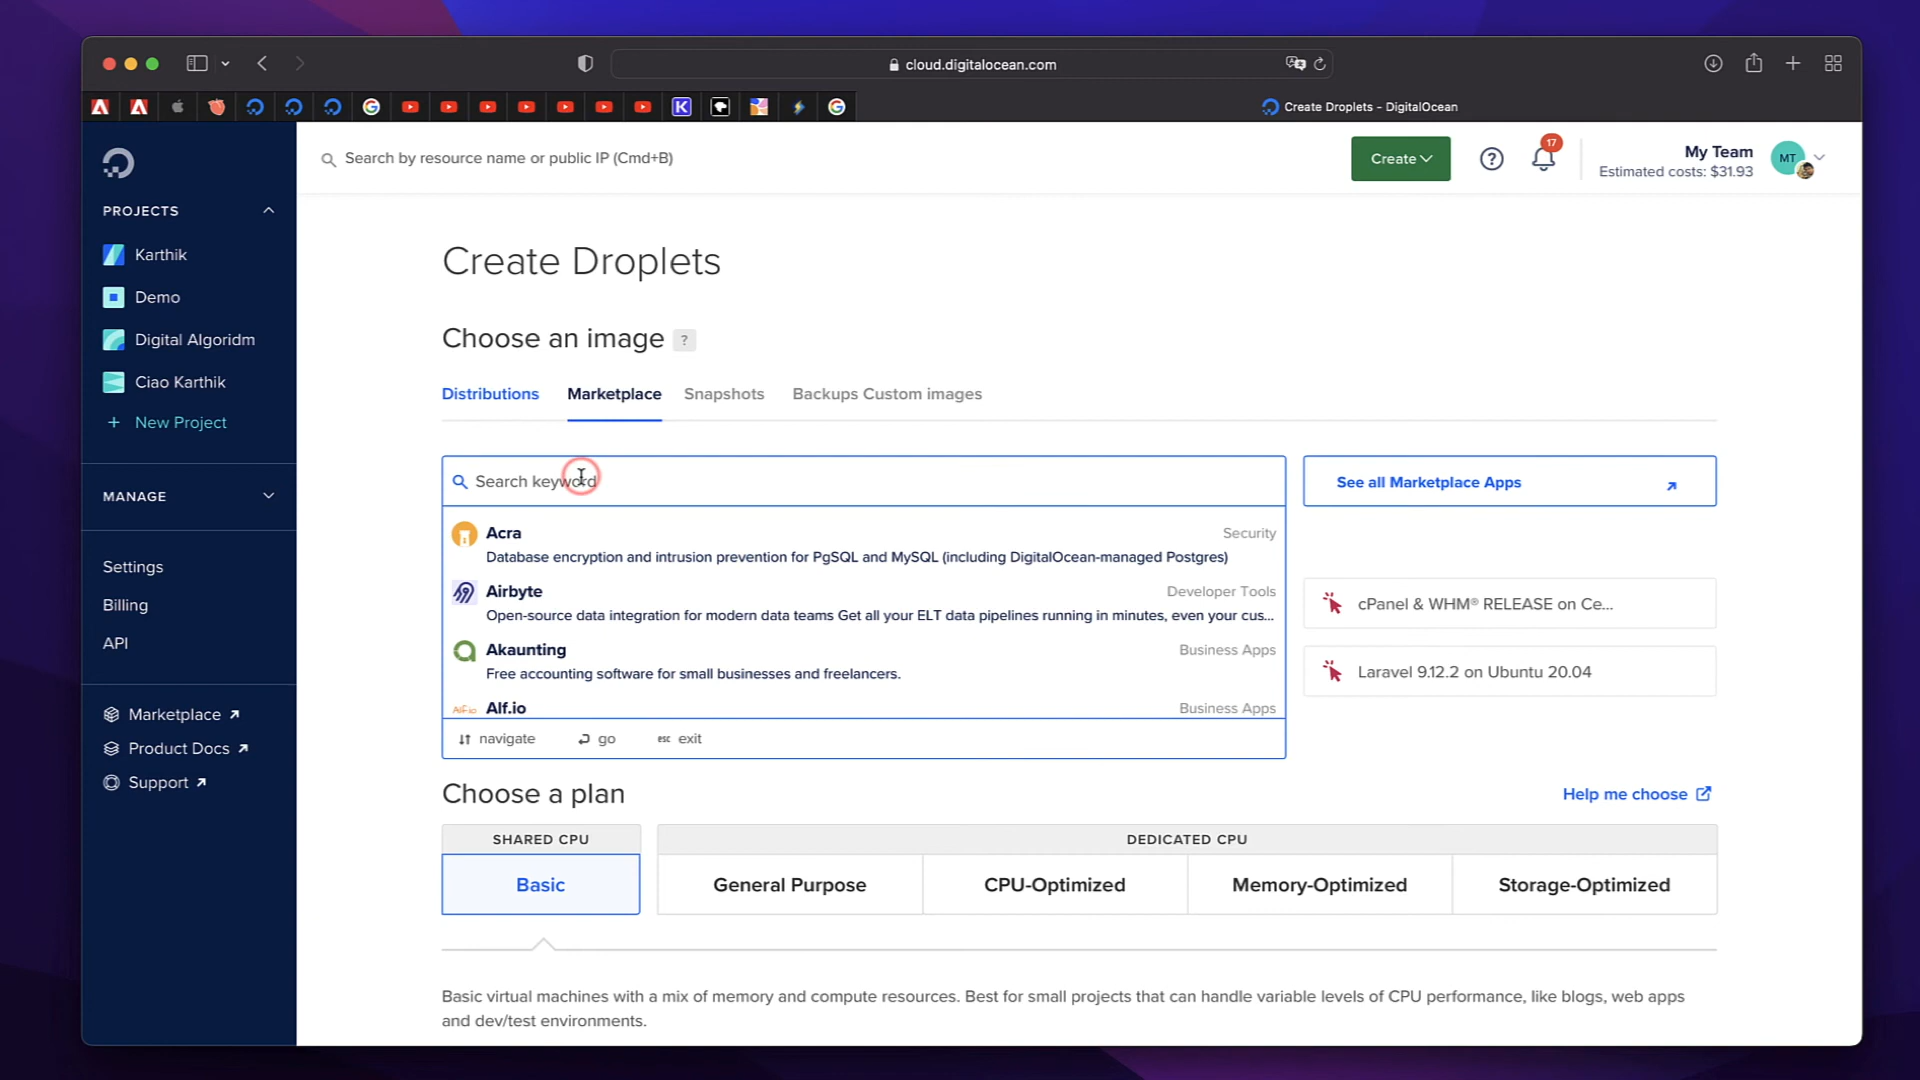 cloud.digitalocean.com
Create Droplets - DigitalOcean
Search by resource name or public IP (Cmd+B)
Create
17
My Team
Estimated costs: $31.93
MT
PROJECTS
Karthik
Demo
Digital Algoridm
Ciao Karthik
+ New Project
MANAGE
Settings
Billing
API
Marketplace
Product Docs
Support
Create Droplets
Choose an image ?
Distributions Marketplace Snapshots Backups Custom images
Search keyword
See all Marketplace Apps
Acra Security
Database encryption and intrusion prevention for PgSQL and MySQL (including DigitalOcean-managed Postgres)
Airbyte Developer Tools
Open-source data integration for modern data teams Get all your ELT data pipelines running in minutes, even your cus...
Akaunting Business Apps
Free accounting software for small businesses and freelancers.
Alf.io Alf.io Business Apps
navigate go esc exit
cPanel & WHM® RELEASE on Ce...
Laravel 9.12.2 on Ubuntu 20.04
Choose a plan
Help me choose
SHARED CPU
DEDICATED CPU
Basic
General Purpose
CPU-Optimized
Memory-Optimized
Storage-Optimized
Basic virtual machines with a mix of memory and compute resources. Best for small projects that can handle variable levels of CPU performance, like blogs, web apps
and dev/test environments.